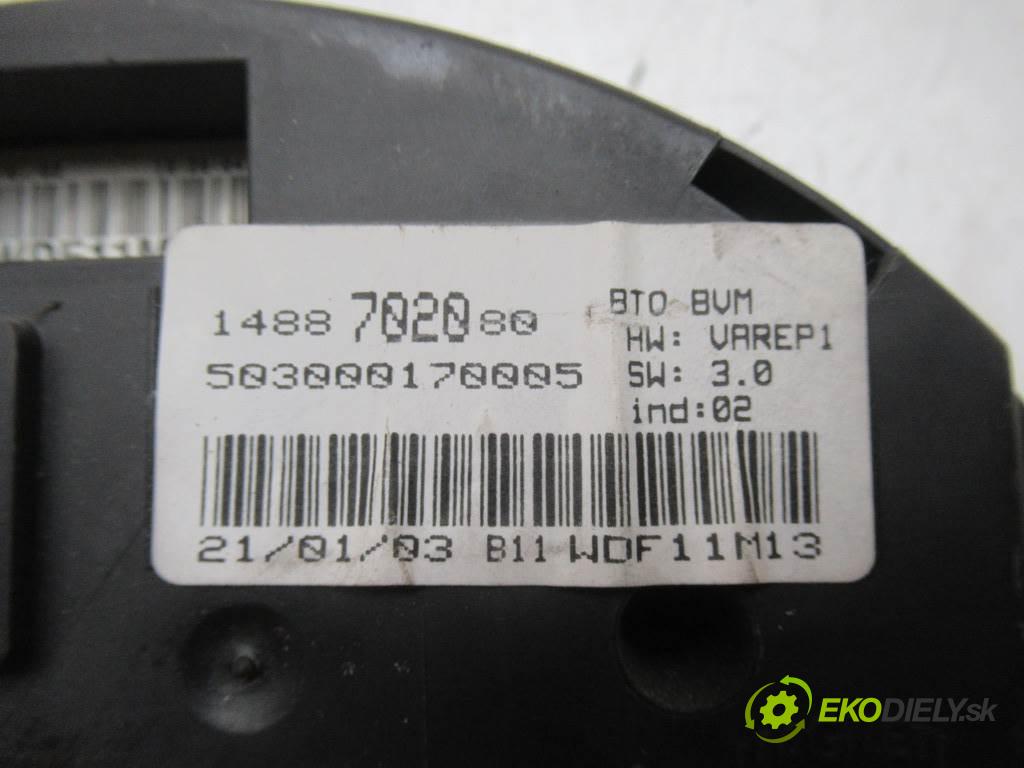 1488 7020 80
503000170005
BTO BVM
HW: VAREP1
SW: 3.0
ind:02
21/01/03 B11 WDF11M13
EKODIELY.sk